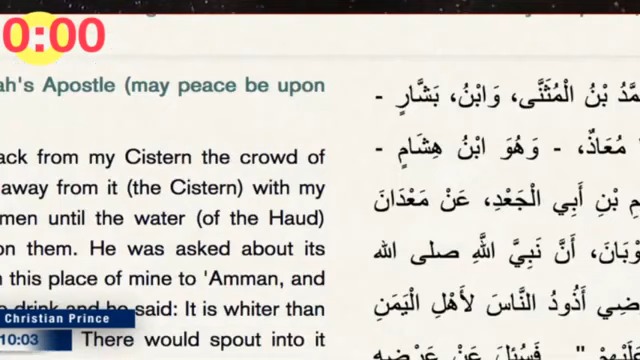 0:00
ah's Apostle (may peace be upon
ack from my Cistern the crowd of
away from it (the Cistern) with my
men until the water (of the Haud)
on them. He was asked about its
n this place of mine to 'Amman, and
drink and he said: It is whiter than
There would spout into it
مَّدُ بْنُ الْمُثَنَّى، وَابْنُ، بَشَّارٍ -
مُعَاذٌ، - وَهُوَ ابْنُ هِشَامٍ -
مِ بْنِ أَبِي الْجَعْدِ، عَنْ مَعْدَانَ
وْبَانَ، أَنَّ نَبِيَّ اللَّهِ صلى الله
ضِي أَذُودُ النَّاسَ لأَهْلِ الْيَمَنِ
لَيْهِمْ " . فَسُئِلَ عَنْ عَرْضِهِ
Christian Prince
10:03